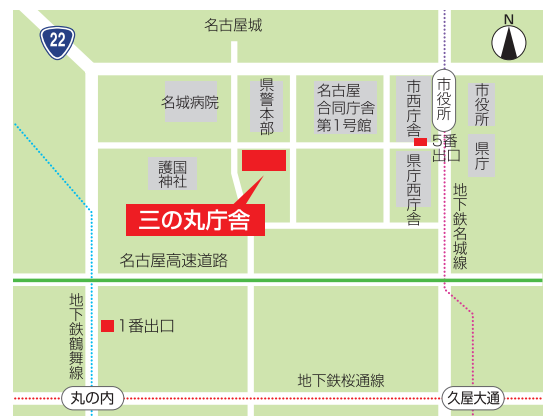 名古屋城
N
22
名城病院
県警本部
名古屋
合同庁舎
第1号館
市西庁舎
市役所
市役所
5番
出口
県庁
護国
神社
県庁西庁舎
三の丸庁舎
地下鉄名城線
名古屋高速道路
地下鉄鶴舞線
1番出口
地下鉄桜通線
丸の内
久屋大通